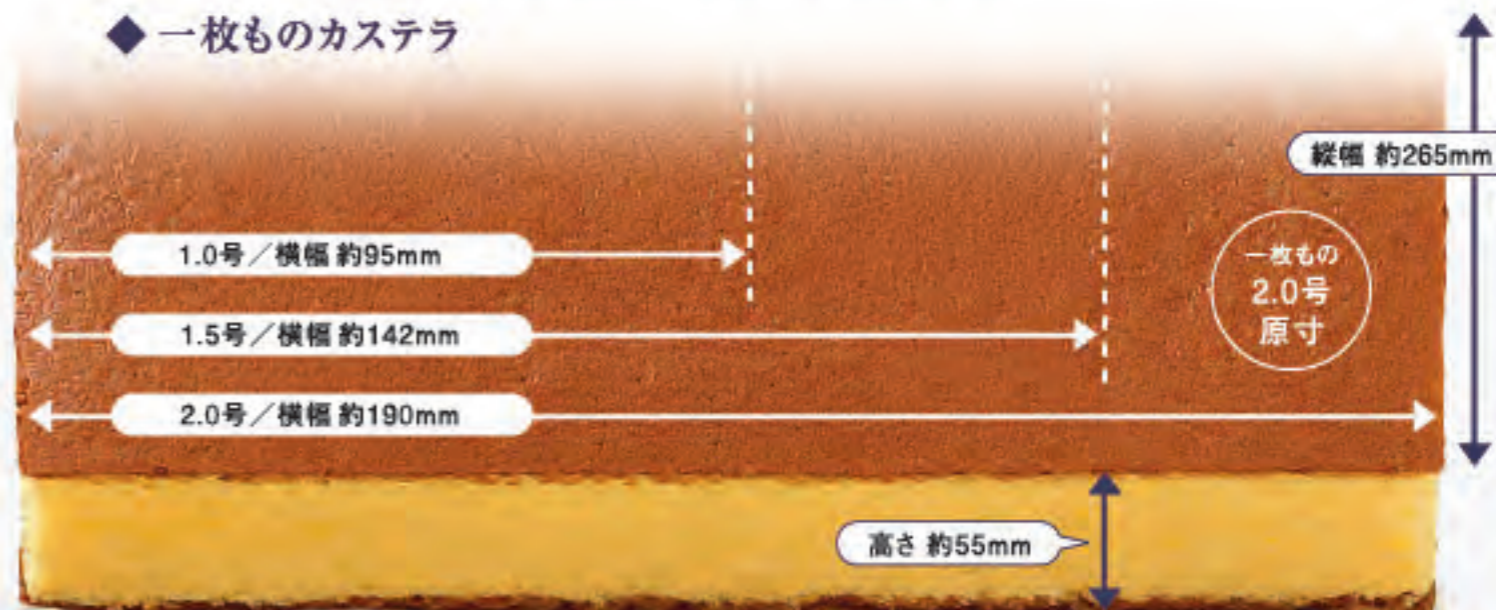 ◆ 一枚ものカステラ
縦幅 約265mm
1.0号／横幅 約95mm
一枚もの
2.0号
原寸
1.5号／横幅 約142mm
2.0号／横幅 約190mm
高さ 約55mm